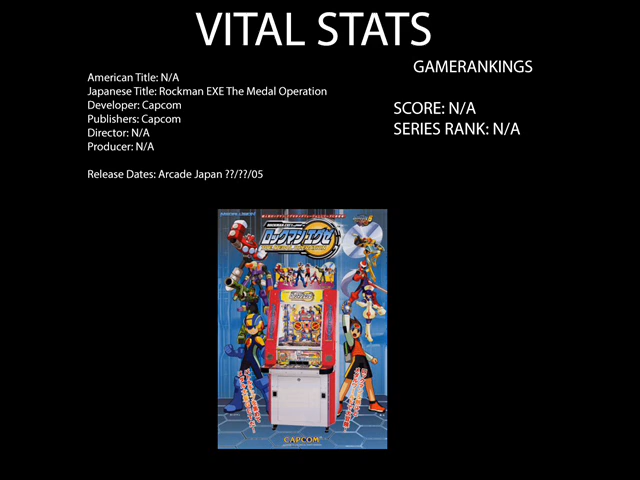 VITAL STATS
American Title: N/A
Japanese Title: Rockman EXE The Medal Operation
Developer: Capcom
Publishers: Capcom
Director: N/A
Producer: N/A
Release Dates: Arcade Japan ??/??/05
GAMERANKINGS
SCORE: N/A
SERIES RANK: N/A
ロックマンエグゼ
CAPCOM